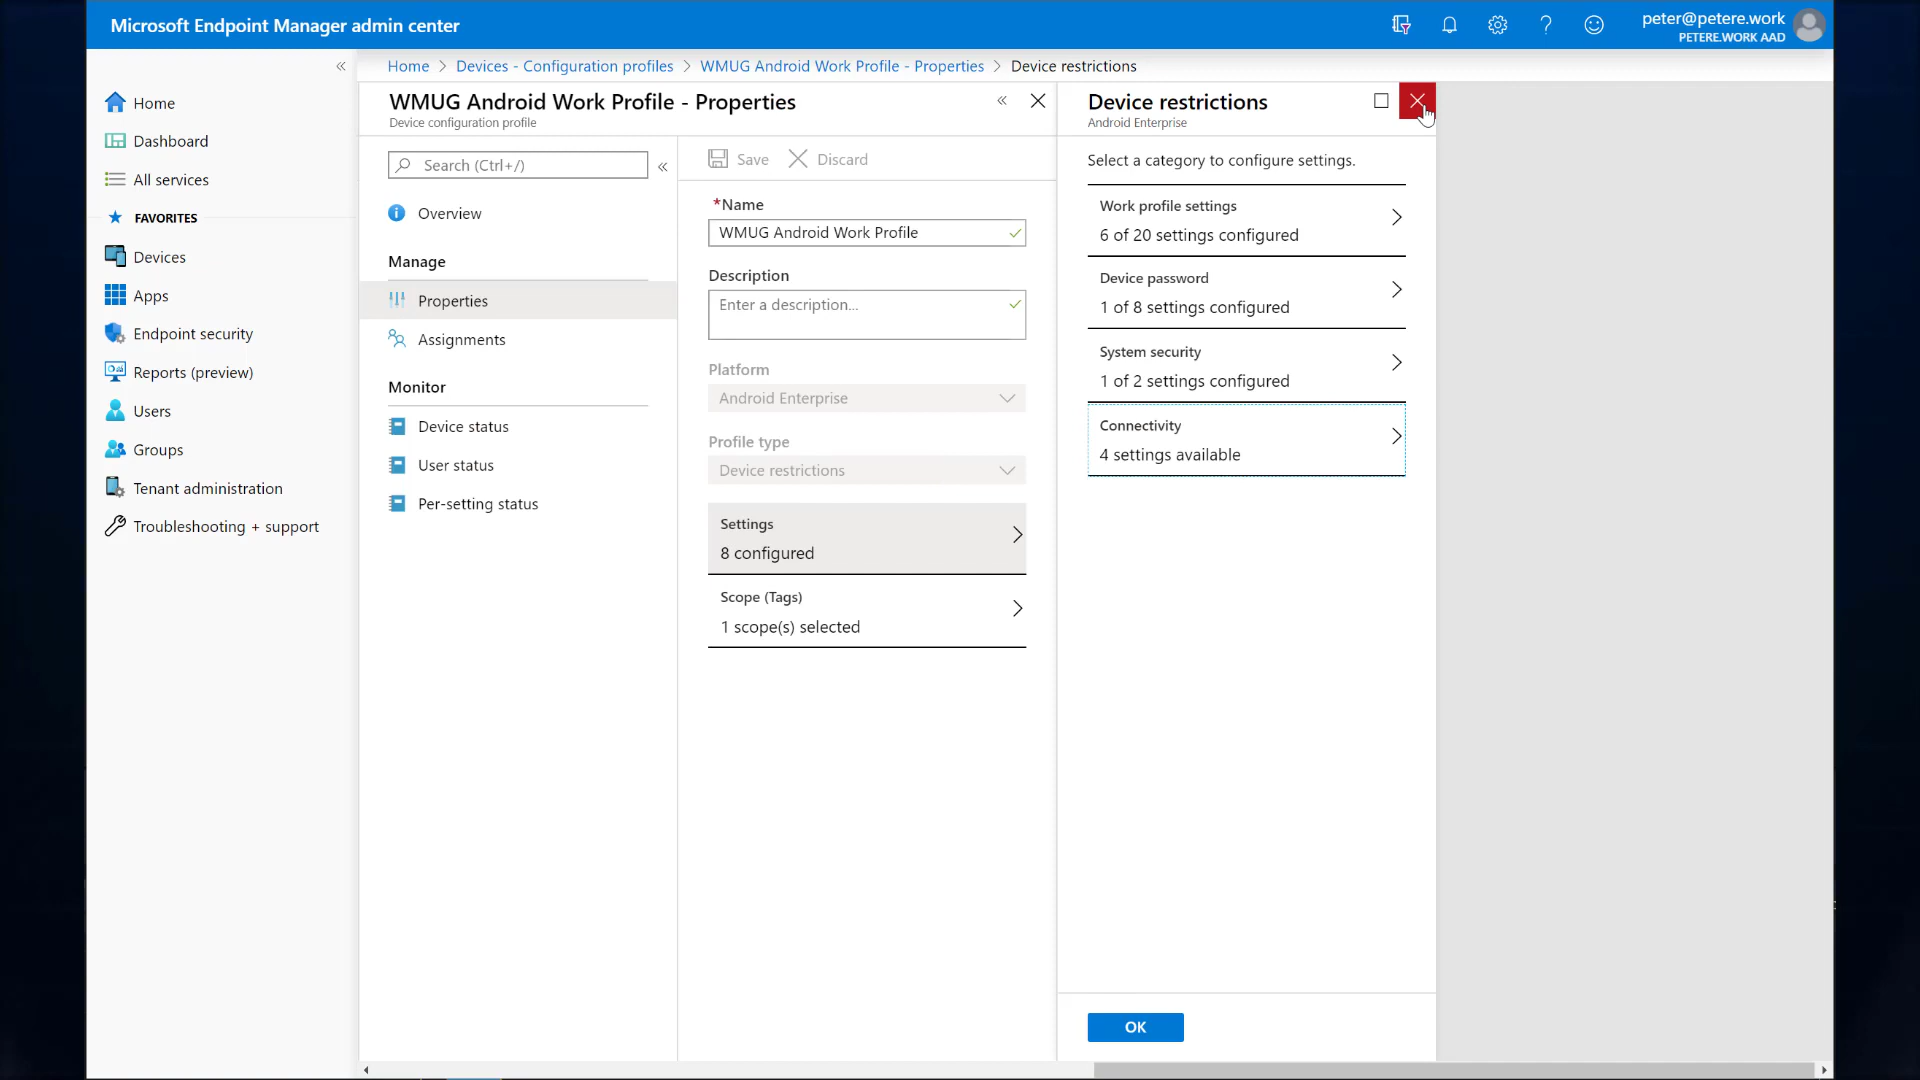 Microsoft Endpoint Manager admin center
peter@petere.work
PETERE.WORK AAD
Home > Devices - Configuration profiles > WMUG Android Work Profile - Properties > Device restrictions
Home
Dashboard
All services
FAVORITES
Devices
Apps
Endpoint security
Reports (preview)
Users
Groups
Tenant administration
Troubleshooting + support
WMUG Android Work Profile - Properties
Device configuration profile
Search (Ctrl+/)
Overview
Manage
Properties
Assignments
Monitor
Device status
User status
Per-setting status
Save
Discard
*Name
WMUG Android Work Profile
Description
Enter a description...
Platform
Android Enterprise
Profile type
Device restrictions
Settings
8 configured
Scope (Tags)
1 scope(s) selected
Device restrictions
Android Enterprise
Select a category to configure settings.
Work profile settings
6 of 20 settings configured
Device password
1 of 8 settings configured
System security
1 of 2 settings configured
Connectivity
4 settings available
OK